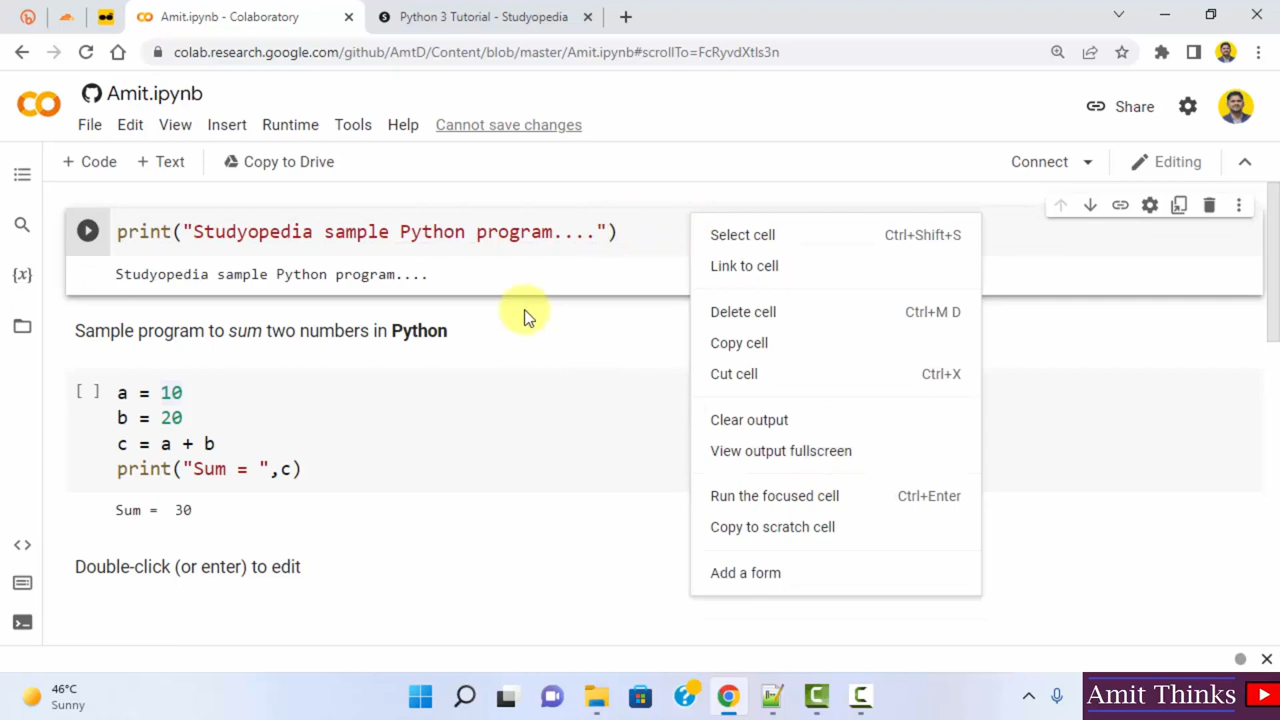 Amit.ipynb - Colaboratory
Python 3 Tutorial - Studyopedia
colab.research.google.com/github/AmtD/Content/blob/master/Amit.ipynb#scrollTo=FcRyvdXtls3n
Amit.ipynb
Share
File Edit View Insert Runtime Tools Help Cannot save changes
+ Code + Text Copy to Drive Connect Editing
print("Studyopedia sample Python program....")
Studyopedia sample Python program....
Sample program to sum two numbers in Python
[ ] a = 10
b = 20
c = a + b
print("Sum = ",c)
Sum =  30
Double-click (or enter) to edit
Select cell Ctrl+Shift+S
Link to cell
Delete cell Ctrl+M D
Copy cell
Cut cell Ctrl+X
Clear output
View output fullscreen
Run the focused cell Ctrl+Enter
Copy to scratch cell
Add a form
{x}
46°C
Sunny
Amit Thinks